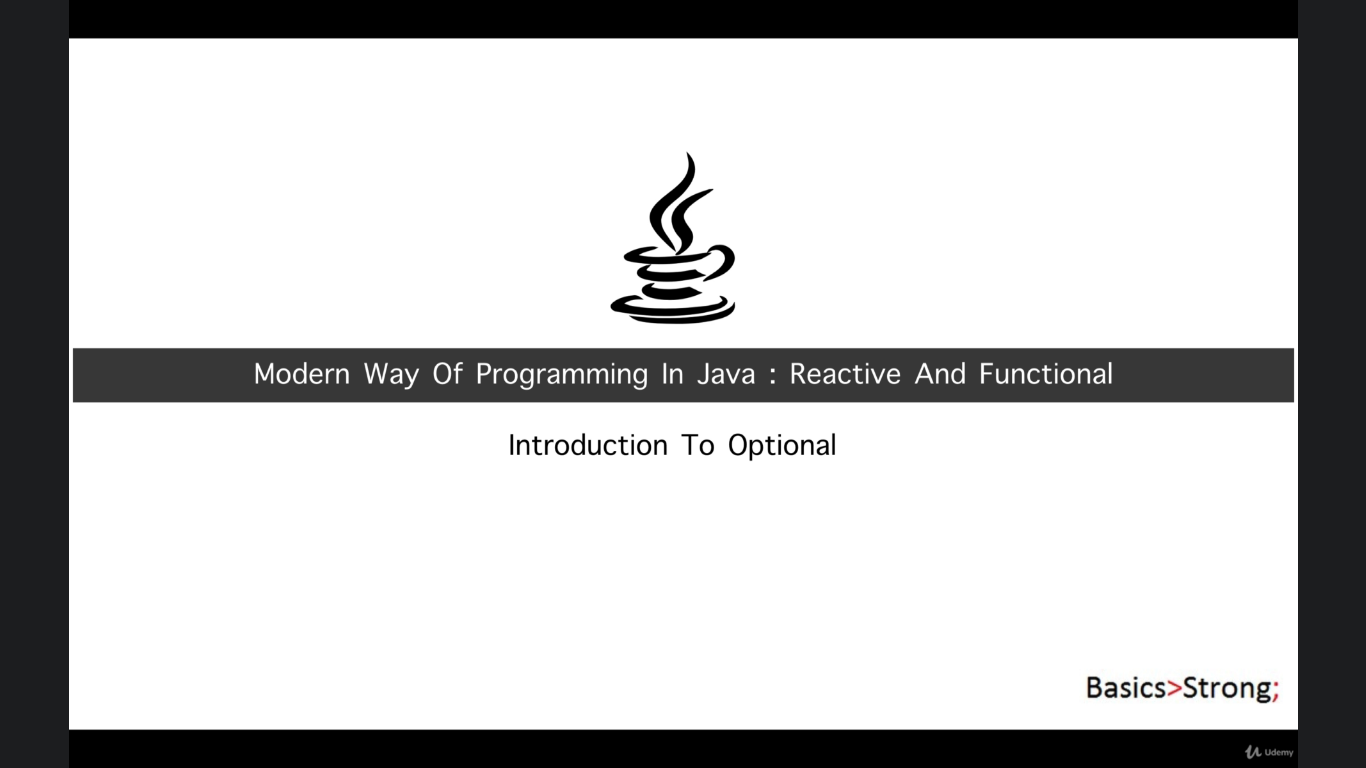 Modern Way Of Programming In Java : Reactive And Functional
Introduction To Optional
Basics>Strong;
Udemy